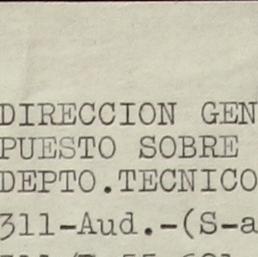 DIRECCION GEN
PUESTO SOBRE
DEPTO.TECNICO
311-Aud.-(S-a